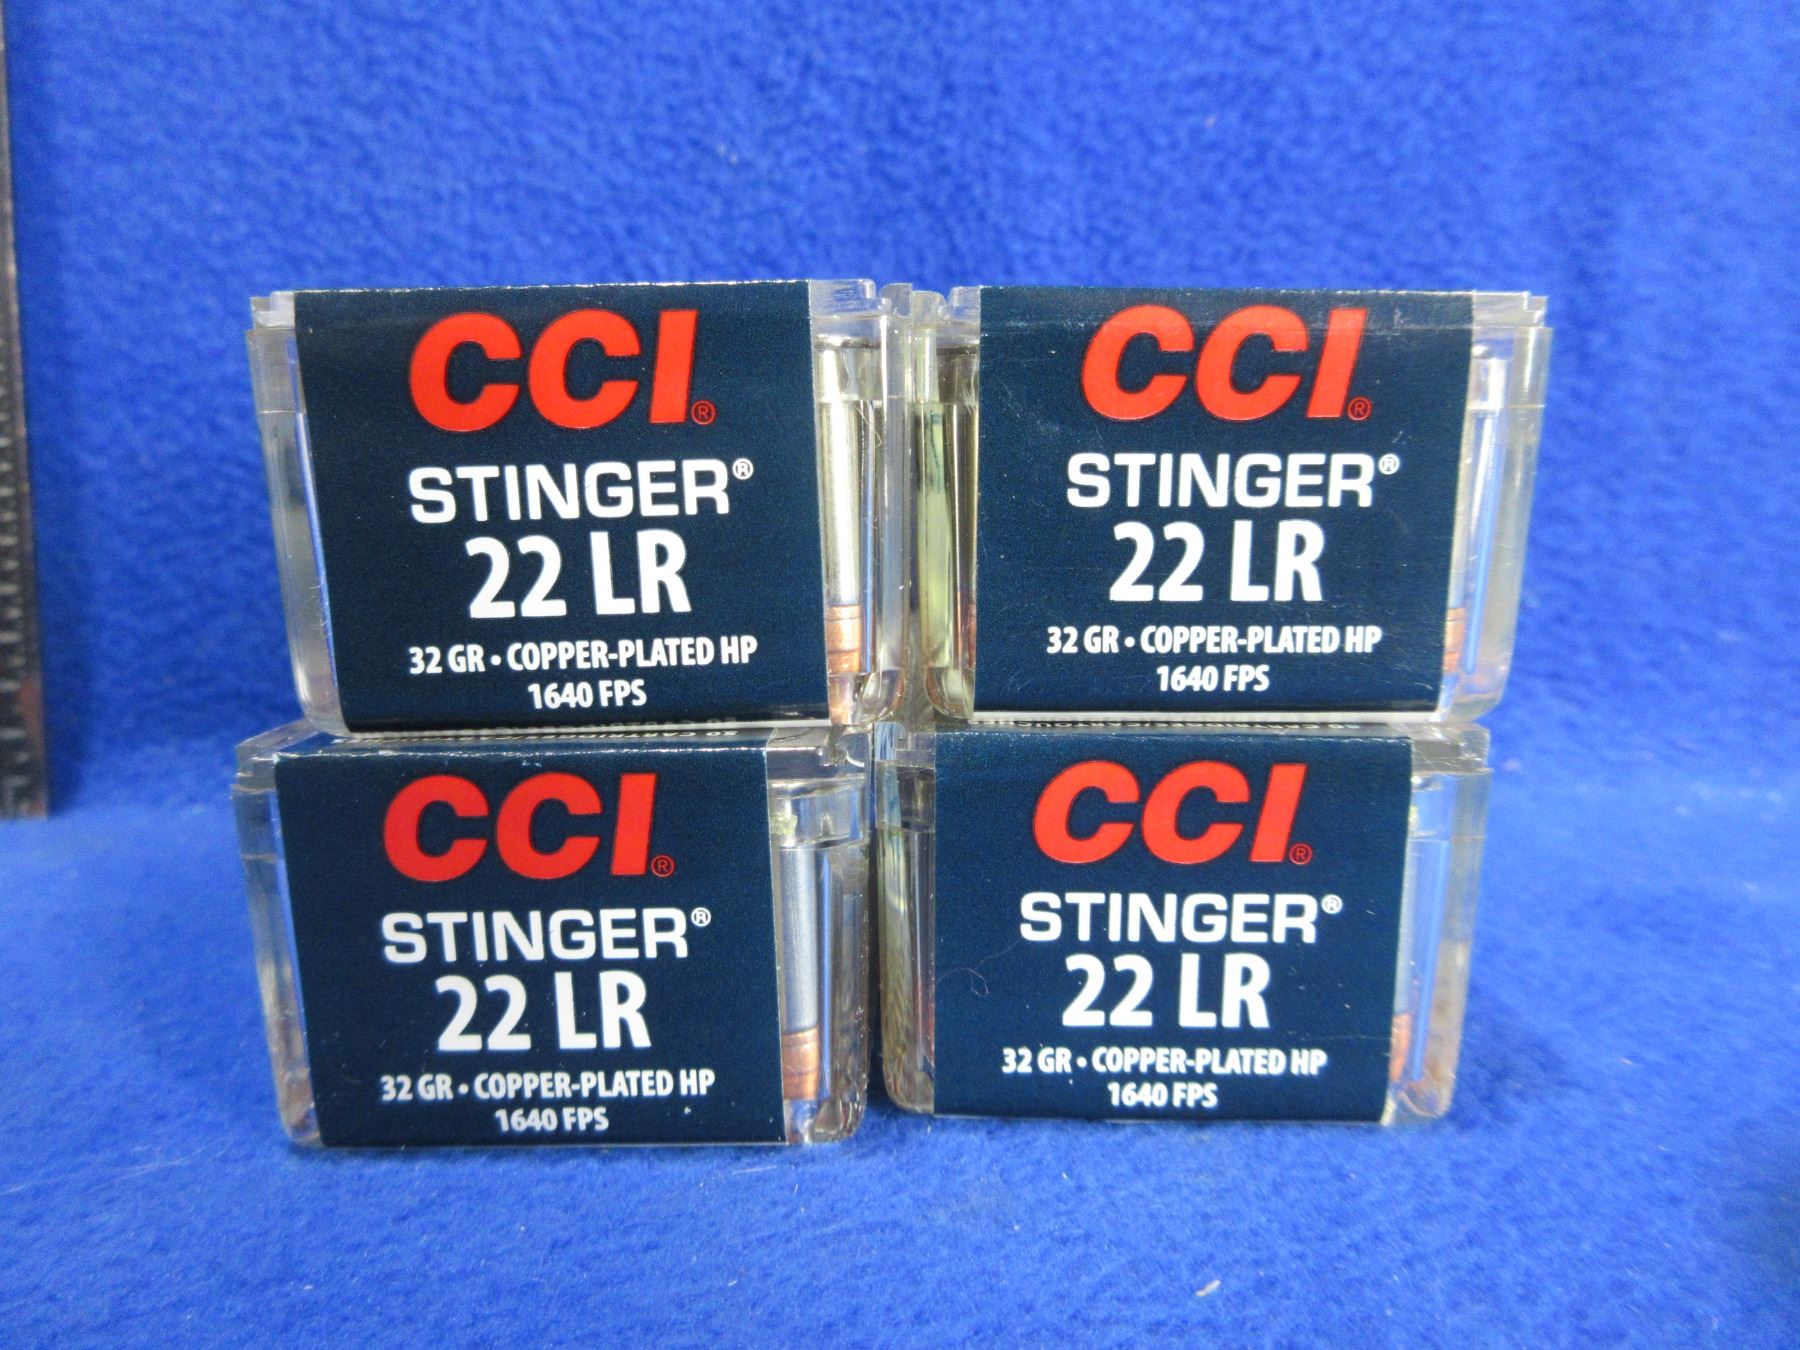 CCI®
STINGER®
22 LR
32 GR • COPPER-PLATED HP
1640 FPS
CCI®
STINGER®
22 LR
32 GR • COPPER-PLATED HP
1640 FPS
CCI®
STINGER®
22 LR
32 GR • COPPER-PLATED HP
1640 FPS
CCI®
STINGER®
22 LR
32 GR • COPPER-PLATED HP
1640 FPS